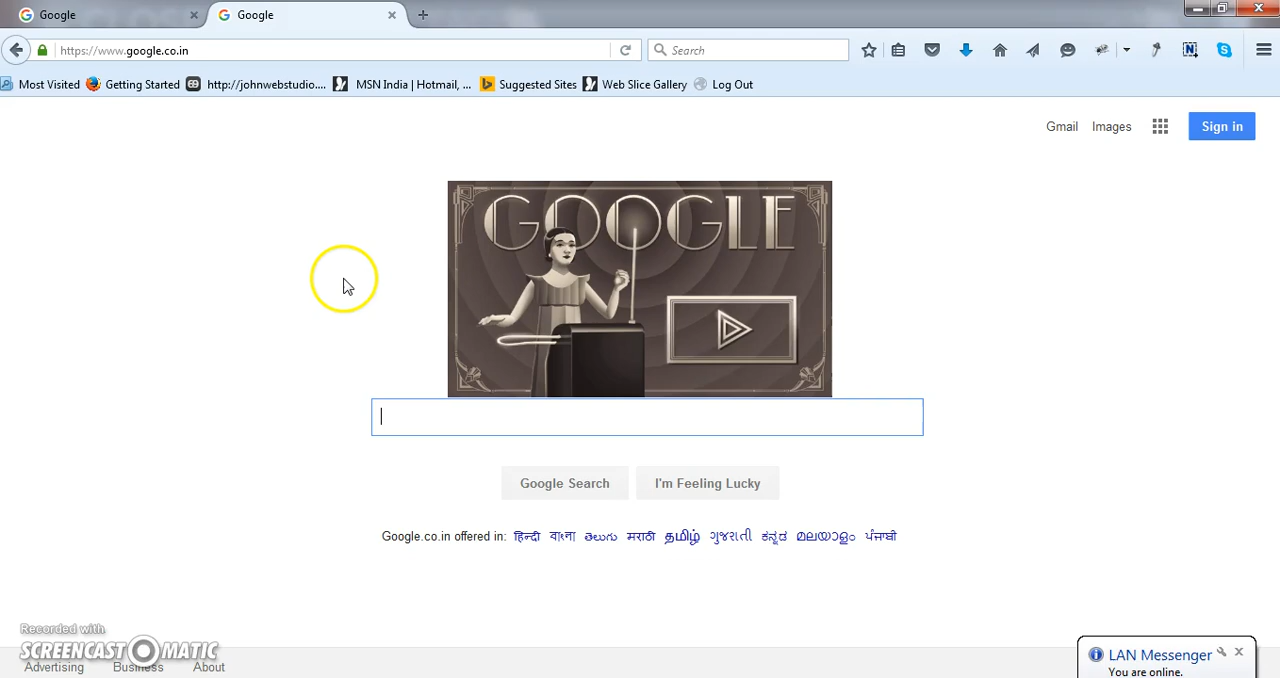 Google
Google
https://www.google.co.in
Search
Most Visited
Getting Started
http://johnwebstudio....
MSN India | Hotmail, ...
Suggested Sites
Web Slice Gallery
Log Out
Gmail
Images
Sign in
GOOGLE
Google Search
I'm Feeling Lucky
Google.co.in offered in: हिन्दी বাংলা తెలుగు मराठी தமிழ் ગુજરાતી ಕನ್ನಡ മലയാളം ਪੰਜਾਬੀ
Recorded with
SCREENCAST MATIC
Advertising
Business
About
LAN Messenger
You are online.